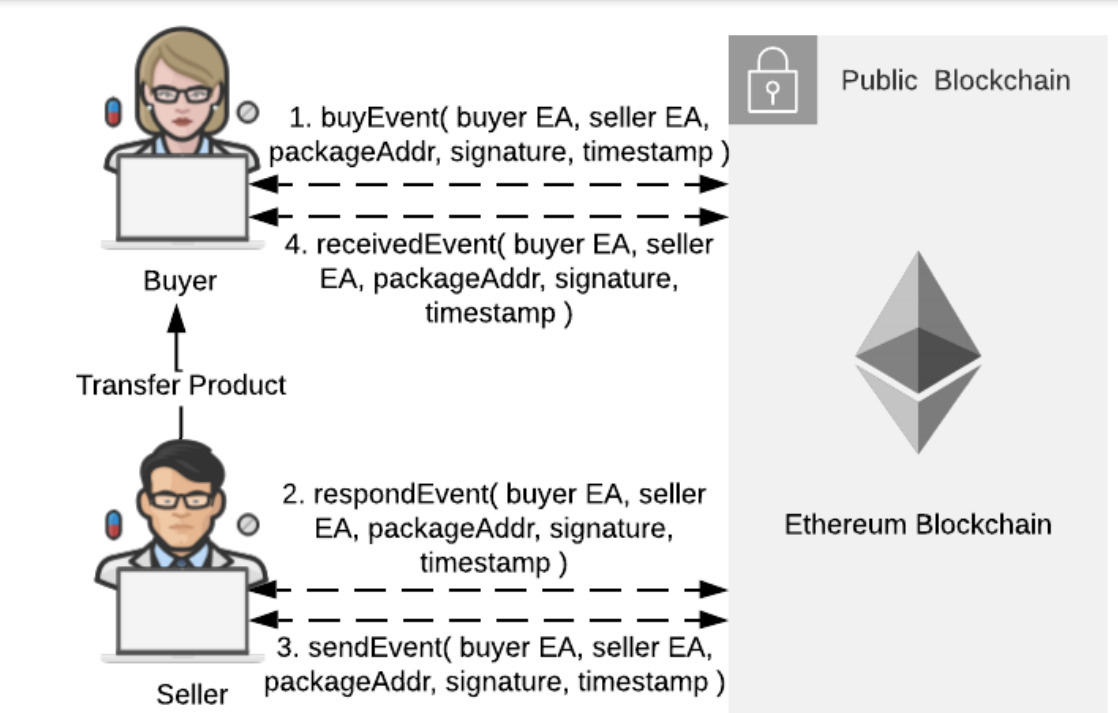 Public Blockchain
1. buyEvent( buyer EA, seller EA,
packageAddr, signature, timestamp )
4. receivedEvent( buyer EA, seller
EA, packageAddr, signature,
timestamp )
Buyer
Transfer Product
2. respondEvent( buyer EA, seller
EA, packageAddr, signature,
timestamp )
Ethereum Blockchain
3. sendEvent( buyer EA, seller EA,
packageAddr, signature, timestamp )
Seller